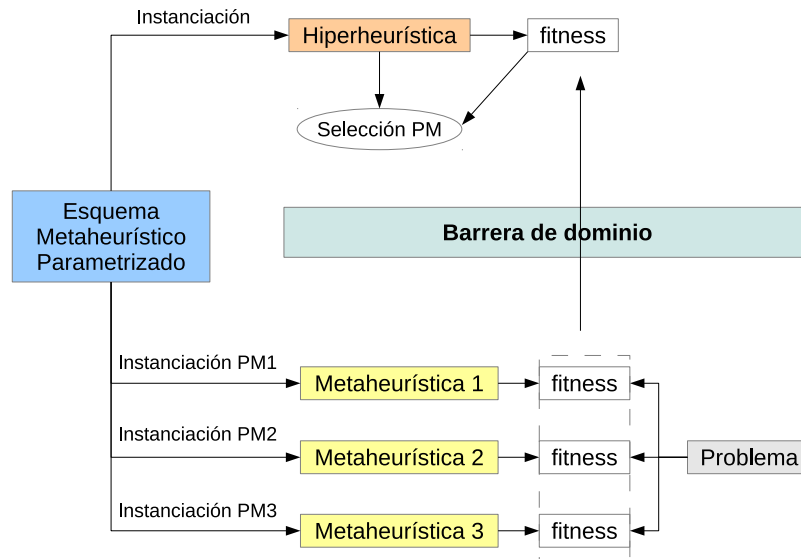 Instanciación
Hiperheurística
fitness
Selección PM
Esquema
Metaheurístico
Parametrizado
Barrera de dominio
Instanciación PM1
Metaheurística 1
fitness
Instanciación PM2
Metaheurística 2
fitness
Problema
Instanciación PM3
Metaheurística 3
fitness